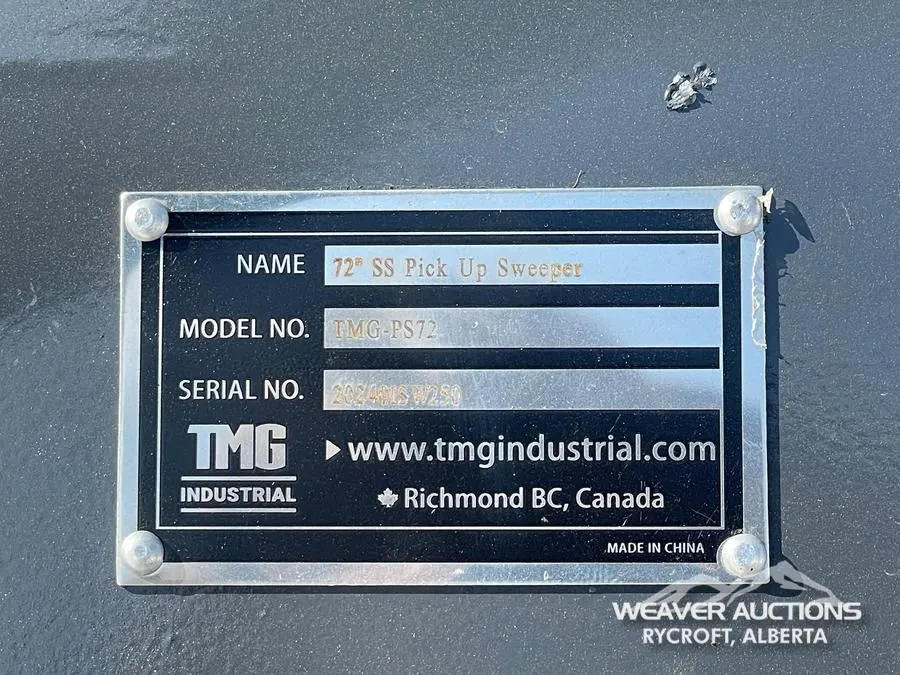 NAME 72" SS Pick Up Sweeper
MODEL NO. TMG-PS72
SERIAL NO.
TMG
INDUSTRIAL
www.tmgindustrial.com
Richmond BC, Canada
MADE IN CHINA
WEAVER AUCTIONS
RYCROFT, ALBERTA